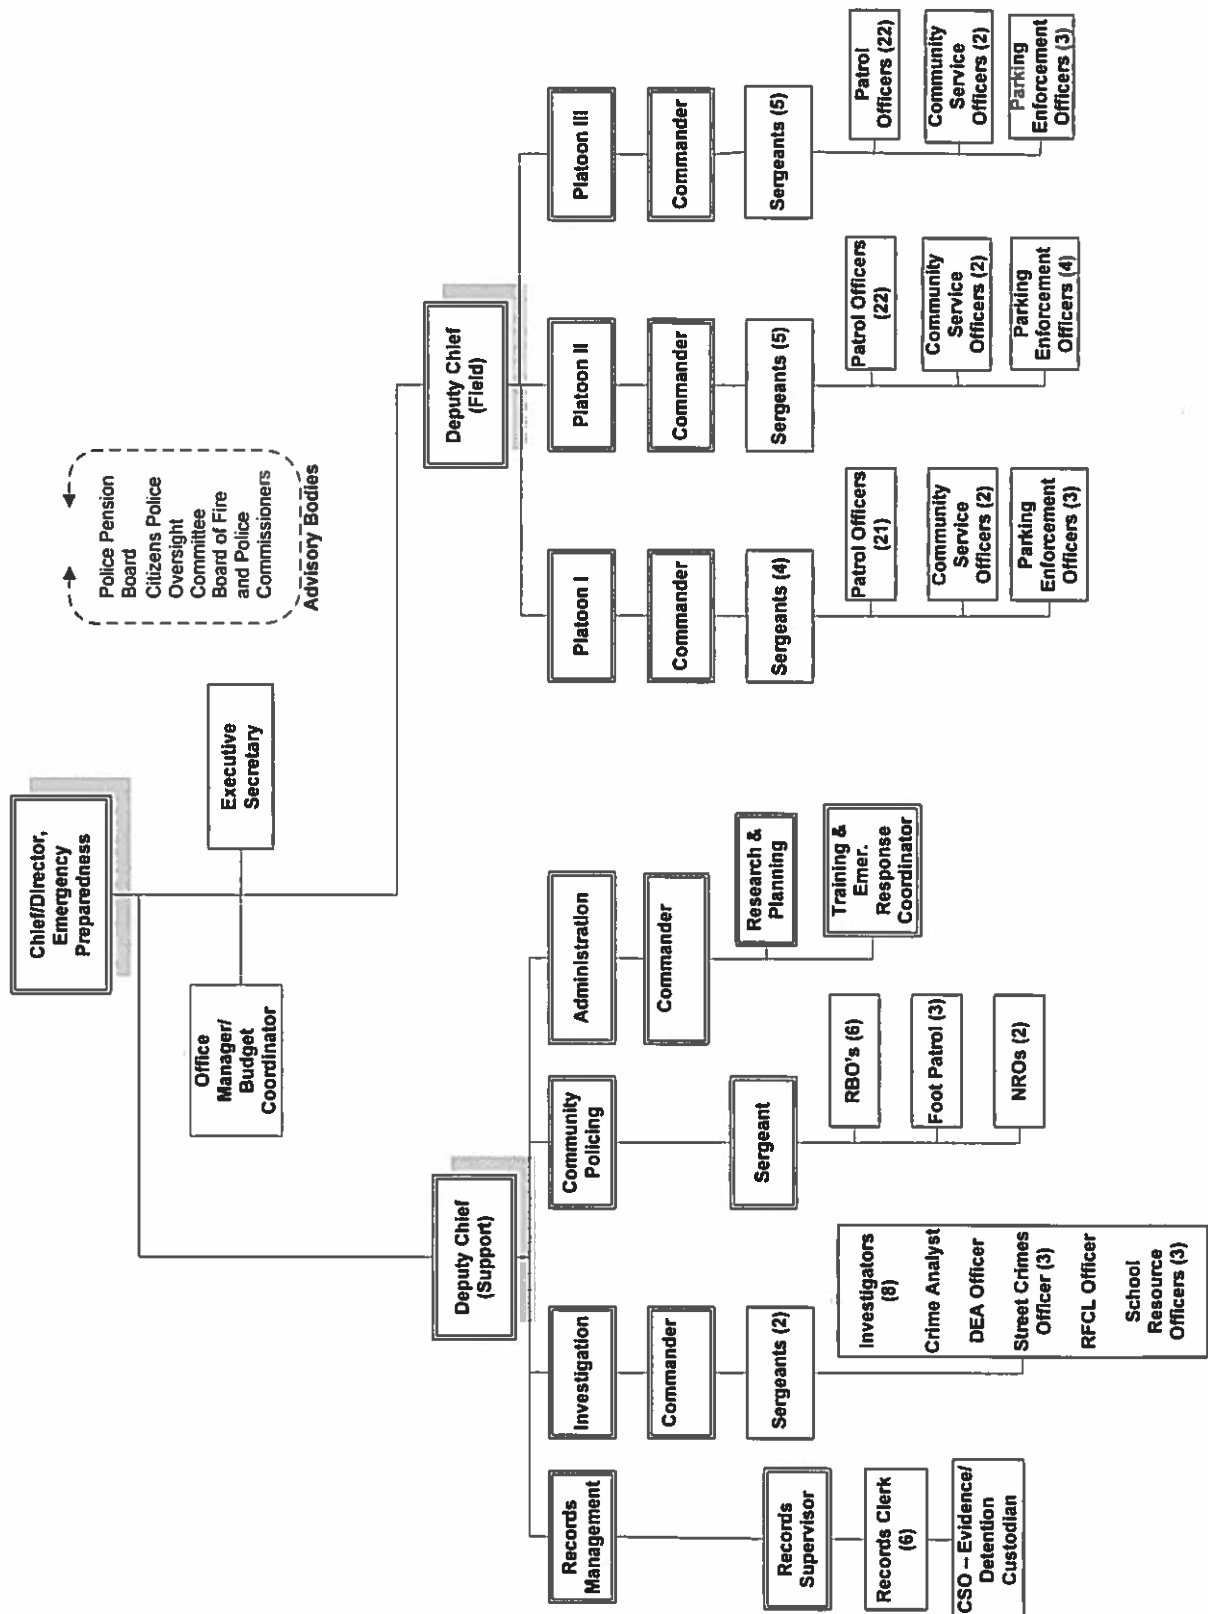 Chief/Director,
Emergency
Preparedness
Office
Manager/
Budget
Coordinator
Executive
Secretary
Police Pension
Board
Citizens Police
Oversight
Committee
Board of Fire
and Police
Commissioners
Advisory Bodies
Deputy Chief
(Support)
Deputy Chief
(Field)
Records
Management
Records
Supervisor
Records Clerk
(6)
CSO – Evidence/
Detention
Custodian
Investigation
Commander
Sergeants (2)
Investigators
(8)
Crime Analyst
DEA Officer
Street Crimes
Officer (3)
RFCL Officer
School
Resource
Officers (3)
Community
Policing
Sergeant
RBO's (6)
Foot Patrol (3)
NROs (2)
Administration
Commander
Research &
Planning
Training &
Emer.
Response
Coordinator
Platoon I
Commander
Sergeants (4)
Patrol Officers
(21)
Community
Service
Officers (2)
Parking
Enforcement
Officers (3)
Platoon II
Commander
Sergeants (5)
Patrol Officers
(22)
Community
Service
Officers (2)
Parking
Enforcement
Officers (4)
Platoon III
Commander
Sergeants (5)
Patrol
Officers (22)
Community
Service
Officers (2)
Parking
Enforcement
Officers (3)